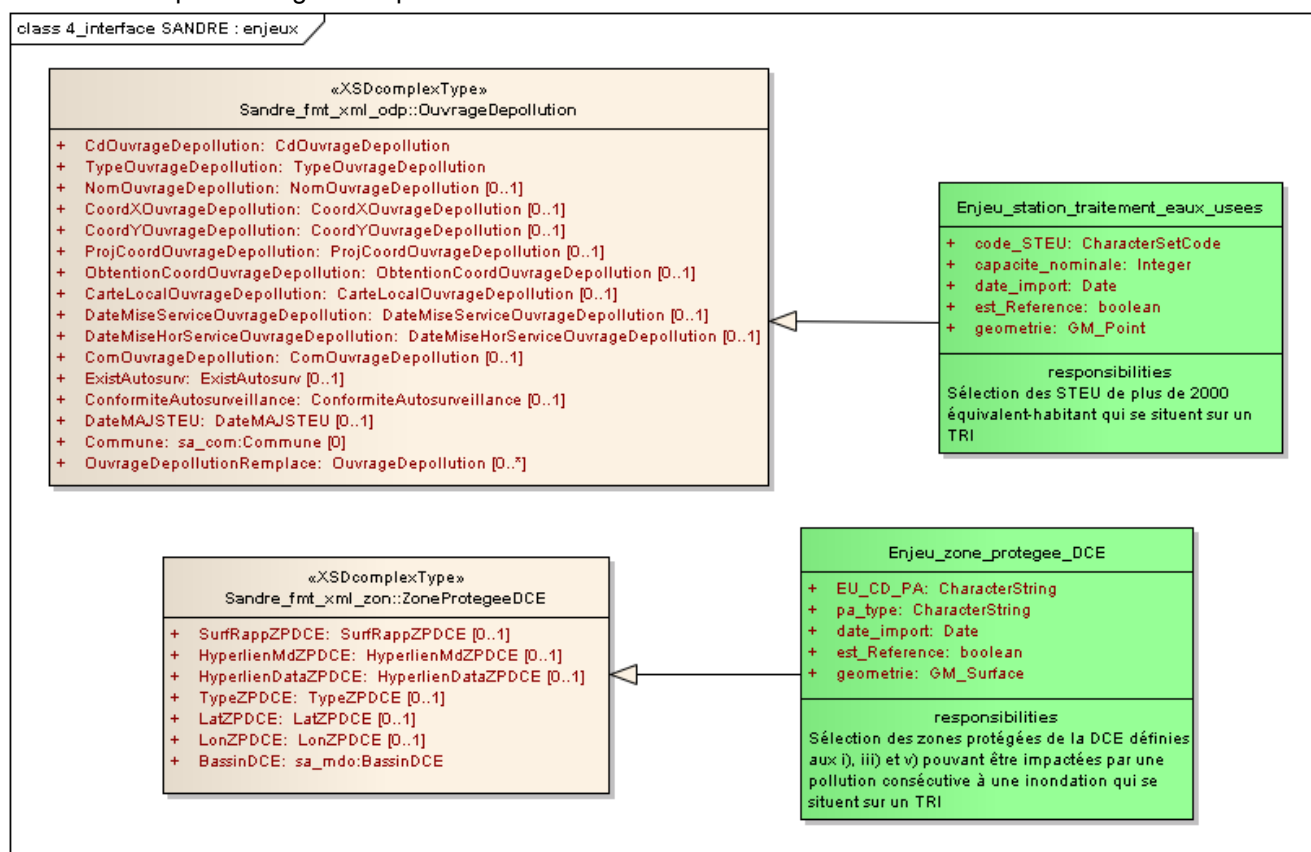 class 4_interface SANDRE : enjeux
«XSDcomplexType»
Sandre_fmt_xml_odp::OuvrageDepollution
+ CdOuvrageDepollution: CdOuvrageDepollution
+ TypeOuvrageDepollution: TypeOuvrageDepollution
+ NomOuvrageDepollution: NomOuvrageDepollution [0..1]
+ CoordXOuvrageDepollution: CoordXOuvrageDepollution [0..1]
+ CoordYOuvrageDepollution: CoordYOuvrageDepollution [0..1]
+ ProjCoordOuvrageDepollution: ProjCoordOuvrageDepollution [0..1]
+ ObtentionCoordOuvrageDepollution: ObtentionCoordOuvrageDepollution [0..1]
+ CarteLocalOuvrageDepollution: CarteLocalOuvrageDepollution [0..1]
+ DateMiseServiceOuvrageDepollution: DateMiseServiceOuvrageDepollution [0..1]
+ DateMiseHorServiceOuvrageDepollution: DateMiseHorServiceOuvrageDepollution [0..1]
+ ComOuvrageDepollution: ComOuvrageDepollution [0..1]
+ ExistAutosurv: ExistAutosurv [0..1]
+ ConformiteAutosurveillance: ConformiteAutosurveillance [0..1]
+ DateMAJSTEU: DateMAJSTEU [0..1]
+ Commune: sa_com:Commune [0]
+ OuvrageDepollutionRemplace: OuvrageDepollution [0..*]
Enjeu_station_traitement_eaux_usees
+ code_STEU: CharacterSetCode
+ capacite_nominale: Integer
+ date_import: Date
+ est_Reference: boolean
+ geometrie: GM_Point
responsibilities
Sélection des STEU de plus de 2000
équivalent-habitant qui se situent sur un
TRI
«XSDcomplexType»
Sandre_fmt_xml_zon::ZoneProtegeeDCE
+ SurfRappZPDCE: SurfRappZPDCE [0..1]
+ HyperlienMdZPDCE: HyperlienMdZPDCE [0..1]
+ HyperlienDataZPDCE: HyperlienDataZPDCE [0..1]
+ TypeZPDCE: TypeZPDCE [0..1]
+ LatZPDCE: LatZPDCE [0..1]
+ LonZPDCE: LonZPDCE [0..1]
+ BassinDCE: sa_mdo:BassinDCE
Enjeu_zone_protegee_DCE
+ EU_CD_PA: CharacterString
+ pa_type: CharacterString
+ date_import: Date
+ est_Reference: boolean
+ geometrie: GM_Surface
responsibilities
Sélection des zones protégées de la DCE définies
aux i), iii) et v) pouvant être impactées par une
pollution consécutive à une inondation qui se
situent sur un TRI